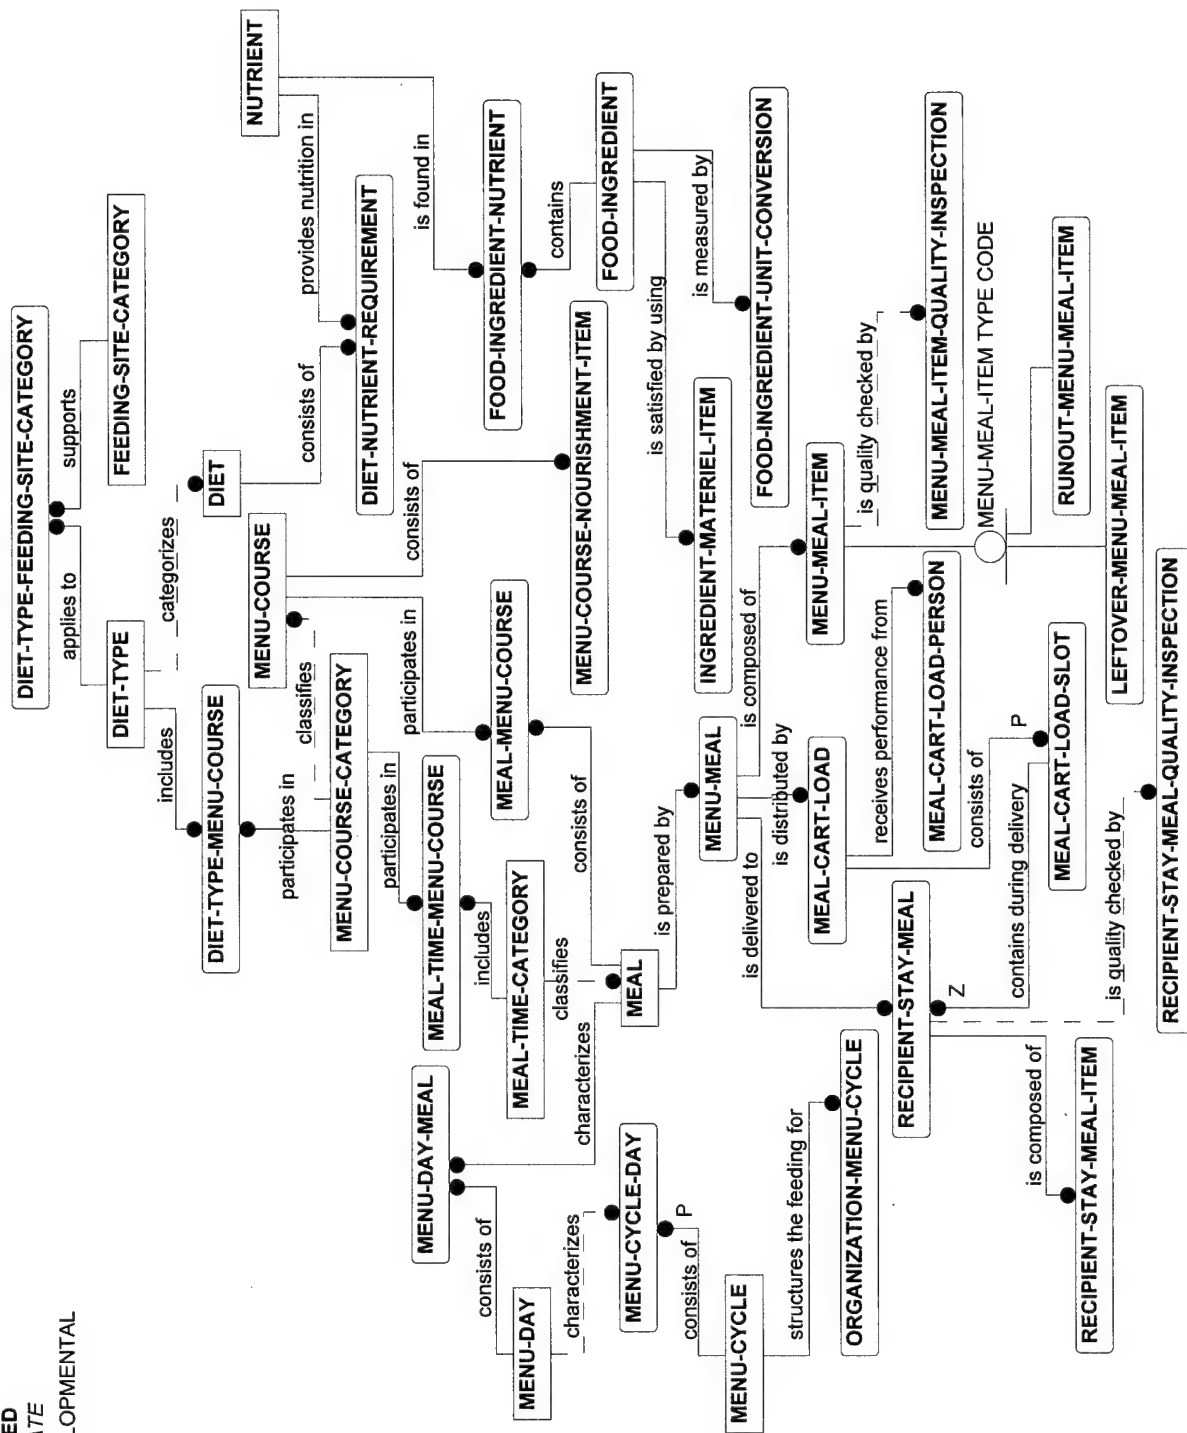 ED
ATE
LOPMENTAL
DIET-TYPE-FEEDING-SITE-CATEGORY
applies to
supports
DIET-TYPE
FEEDING-SITE-CATEGORY
NUTRIENT
includes
categorizes
provides nutrition in
DIET-TYPE-MENU-COURSE
DIET
MENU-COURSE
consists of
is found in
DIET-NUTRIENT-REQUIREMENT
participates in
classifies
MENU-COURSE-CATEGORY
participates in
consists of
FOOD-INGREDIENT-NUTRIENT
contains
participates in
MEAL-TIME-MENU-COURSE
MEAL-MENU-COURSE
MENU-COURSE-NOURISHMENT-ITEM
FOOD-INGREDIENT
MENU-DAY-MEAL
includes
MEAL-TIME-CATEGORY
consists of
is satisfied by using
is measured by
consists of
characterizes
classifies
MENU-DAY
MEAL
INGREDIENT-MATERIEL-ITEM
FOOD-INGREDIENT-UNIT-CONVERSION
characterizes
MENU-CYCLE-DAY
is prepared by
P
consists of
MENU-MEAL
MENU-CYCLE
is delivered to
is distributed by
is composed of
structures the feeding for
MEAL-CART-LOAD
MENU-MEAL-ITEM
is quality checked by
ORGANIZATION-MENU-CYCLE
RECIPIENT-STAY-MEAL
receives performance from
MEAL-CART-LOAD-PERSON
MENU-MEAL-ITEM-QUALITY-INSPECTION
Z
consists of
MENU-MEAL-ITEM TYPE CODE
contains during delivery
P
is composed of
MEAL-CART-LOAD-SLOT
RUNOUT-MENU-MEAL-ITEM
RECIPIENT-STAY-MEAL-ITEM
is quality checked by
LEFTOVER-MENU-MEAL-ITEM
RECIPIENT-STAY-MEAL-QUALITY-INSPECTION